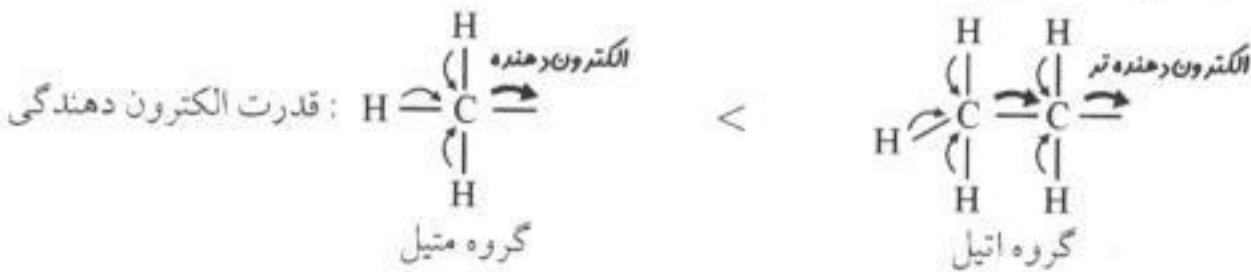 H H H
الکترون‌دهنده الکترون‌دهنده تر
قدرت الکترون دهندگی : H C < H C C
H H H
گروه متیل گروه اتیل